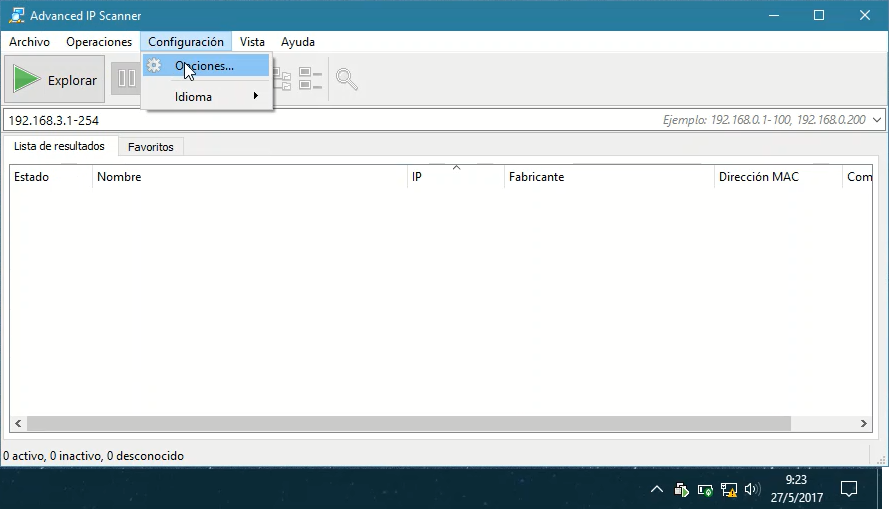 Advanced IP Scanner
Archivo Operaciones Configuración Vista Ayuda
Explorar
Opciones...
Idioma
192.168.3.1-254 Ejemplo: 192.168.0.1-100, 192.168.0.200
Lista de resultados Favoritos
Estado Nombre IP Fabricante Dirección MAC Com
0 activo, 0 inactivo, 0 desconocido
9:23
27/5/2017